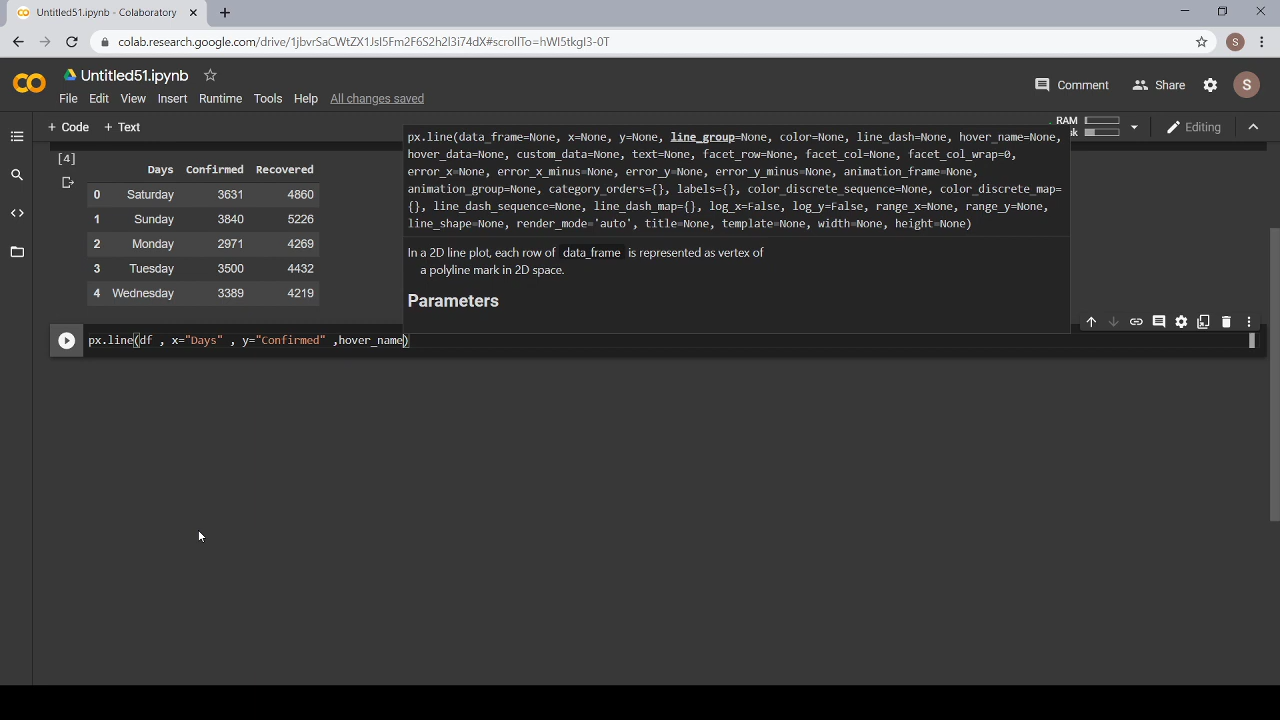 Untitled51.ipynb - Colaboratory
colab.research.google.com/drive/1jbvrSaCWtZX1JsI5Fm2F6S2h2l3i74dX#scrollTo=hWI5tkgI3-0T
S
CO Untitled51.ipynb
Comment Share S
File Edit View Insert Runtime Tools Help All changes saved
+ Code + Text
RAM
sk
Editing
[4]
Days Confirmed Recovered
0 Saturday 3631 4860
1 Sunday 3840 5226
2 Monday 2971 4269
3 Tuesday 3500 4432
4 Wednesday 3389 4219
px.line(data_frame=None, x=None, y=None, line_group=None, color=None, line_dash=None, hover_name=None,
hover_data=None, custom_data=None, text=None, facet_row=None, facet_col=None, facet_col_wrap=0,
error_x=None, error_x_minus=None, error_y=None, error_y_minus=None, animation_frame=None,
animation_group=None, category_orders={}, labels={}, color_discrete_sequence=None, color_discrete_map=
{}, line_dash_sequence=None, line_dash_map={}, log_x=False, log_y=False, range_x=None, range_y=None,
line_shape=None, render_mode='auto', title=None, template=None, width=None, height=None)
In a 2D line plot, each row of data_frame is represented as vertex of
a polyline mark in 2D space.
Parameters
px.line(df , x="Days" , y="Confirmed" ,hover_name)